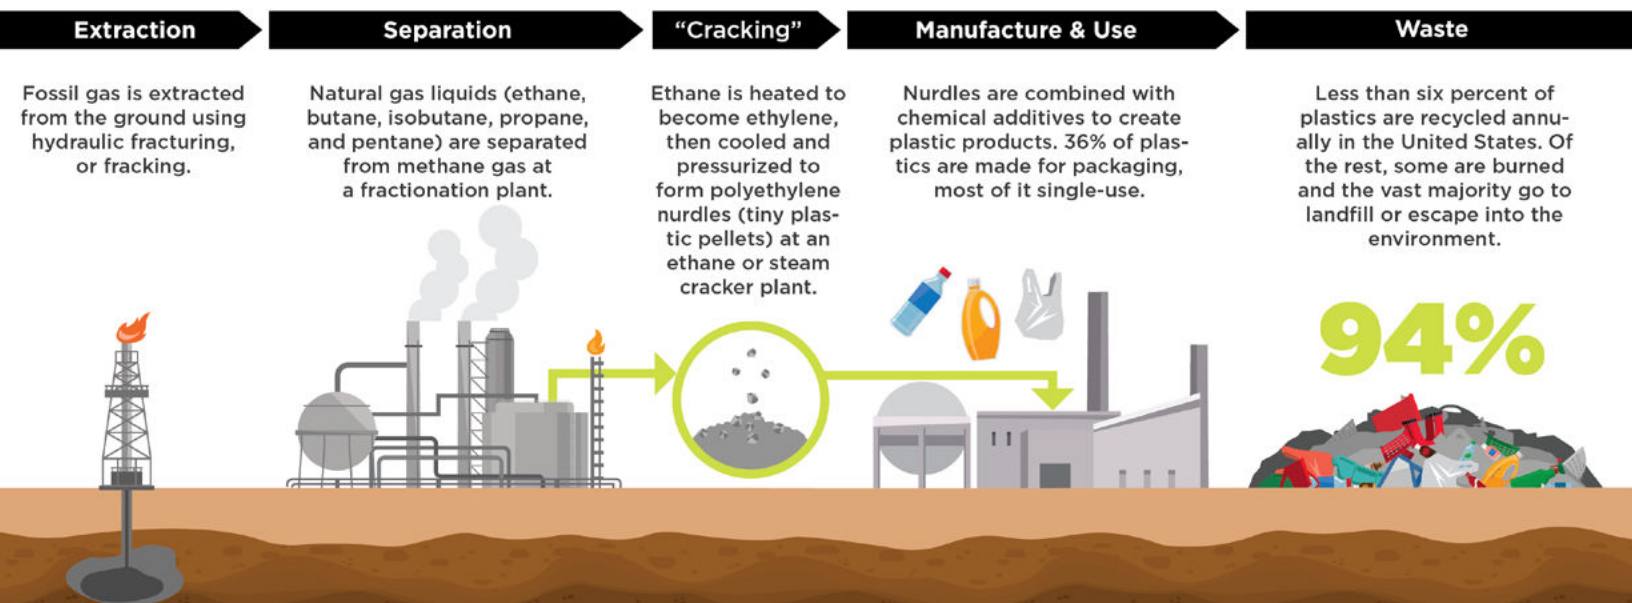 Extraction
Fossil gas is extracted
from the ground using
hydraulic fracturing,
or fracking.
Separation
Natural gas liquids (ethane,
butane, isobutane, propane,
and pentane) are separated
from methane gas at
a fractionation plant.
“Cracking”
Ethane is heated to
become ethylene,
then cooled and
pressurized to
form polyethylene
nurdles (tiny plas-
tic pellets) at an
ethane or steam
cracker plant.
Manufacture & Use
Nurdles are combined with
chemical additives to create
plastic products. 36% of plas-
tics are made for packaging,
most of it single-use.
Waste
Less than six percent of
plastics are recycled annu-
ally in the United States. Of
the rest, some are burned
and the vast majority go to
landfill or escape into the
environment.
94%